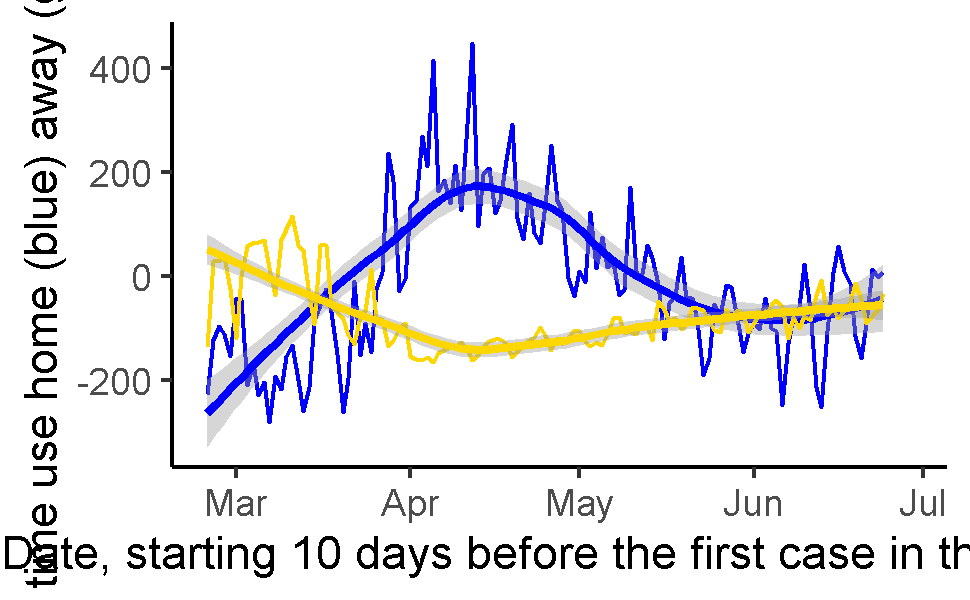 time use home (blue) away (
400
200
0
-200
Mar Apr May Jun Jul
Date, starting 10 days before the first case in th